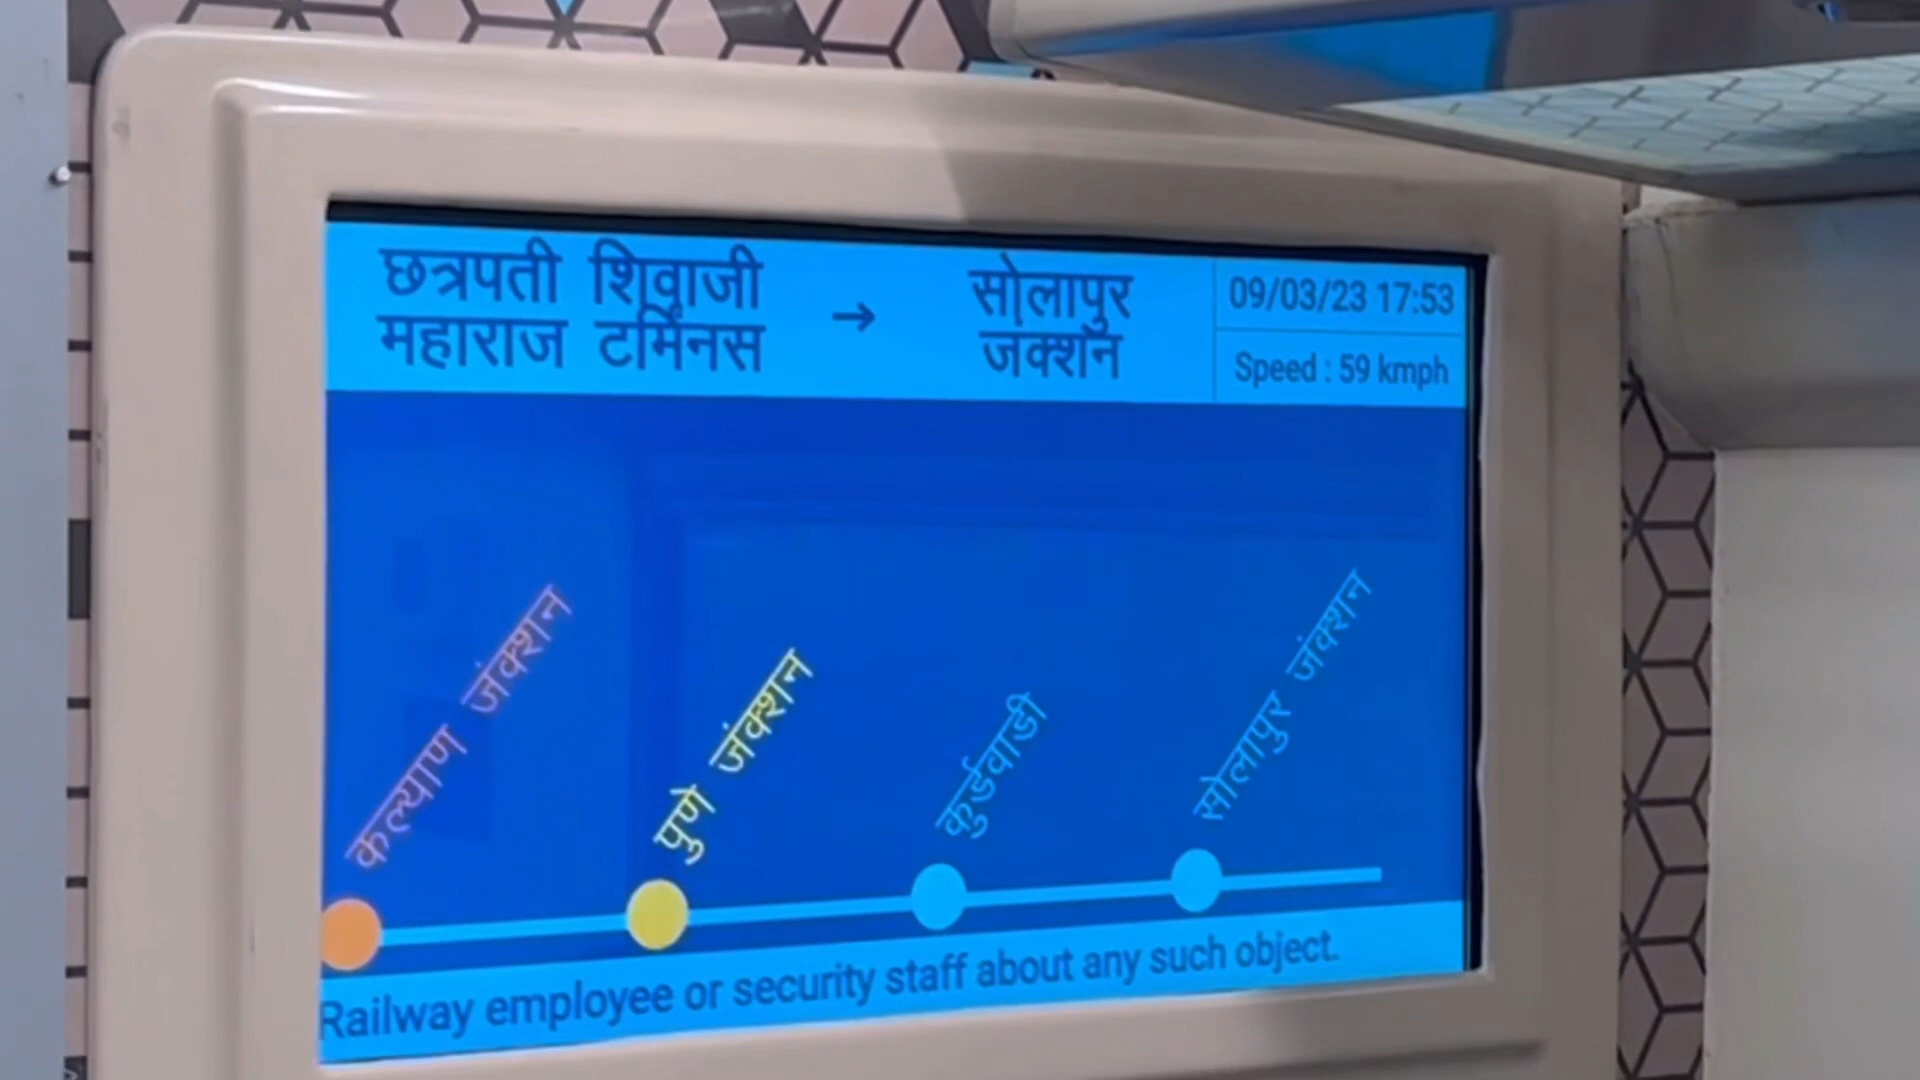 छत्रपती शिवाजी
महाराज टर्मिनस
→
सोलापुर
जंक्शन
09/03/23 17:53
Speed : 59 kmph
कल्याण जंक्शन
पुणे जंक्शन
कुर्डुवाडी
सोलापुर जंक्शन
Railway employee or security staff about any such object.